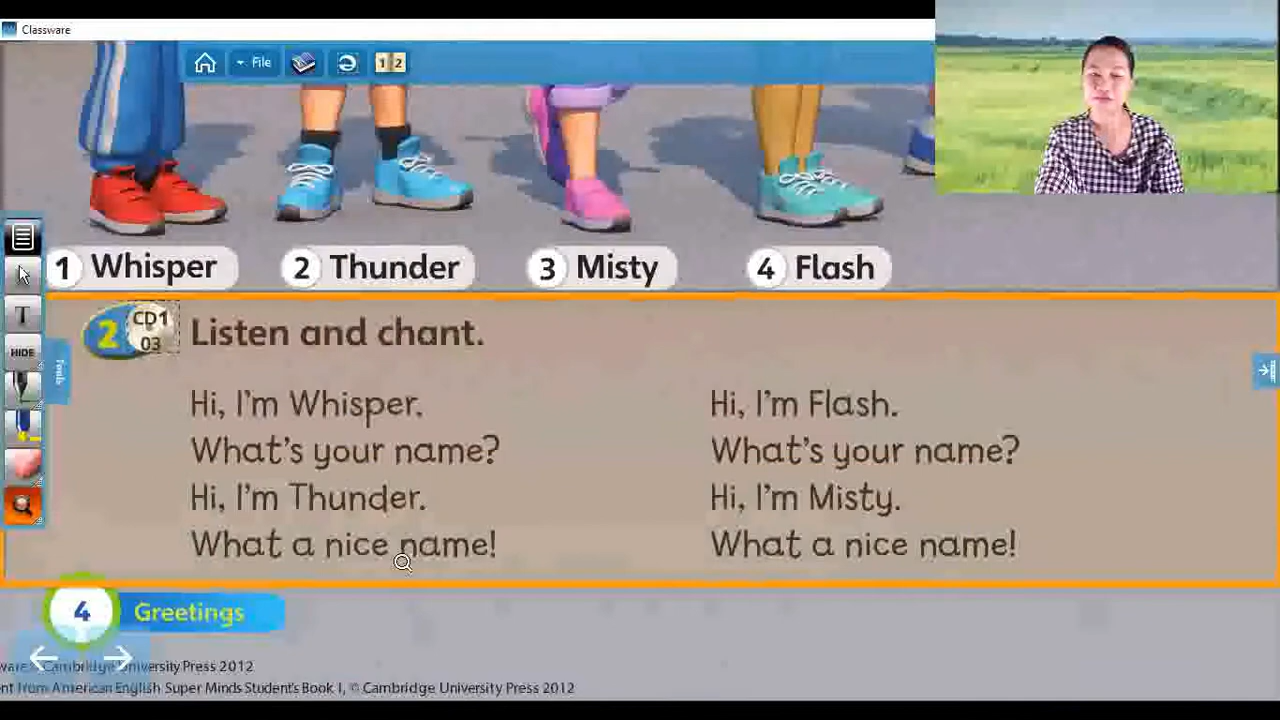 Classware
File
1 2
1 Whisper
2 Thunder
3 Misty
4 Flash
T
HIDE
Tools
2 CD1 03 Listen and chant.
Hi, I'm Whisper.
What's your name?
Hi, I'm Thunder.
What a nice name!
Hi, I'm Flash.
What's your name?
Hi, I'm Misty.
What a nice name!
4 Greetings
Cambridge University Press 2012
from American English Super Minds Student's Book 1, © Cambridge University Press 2012